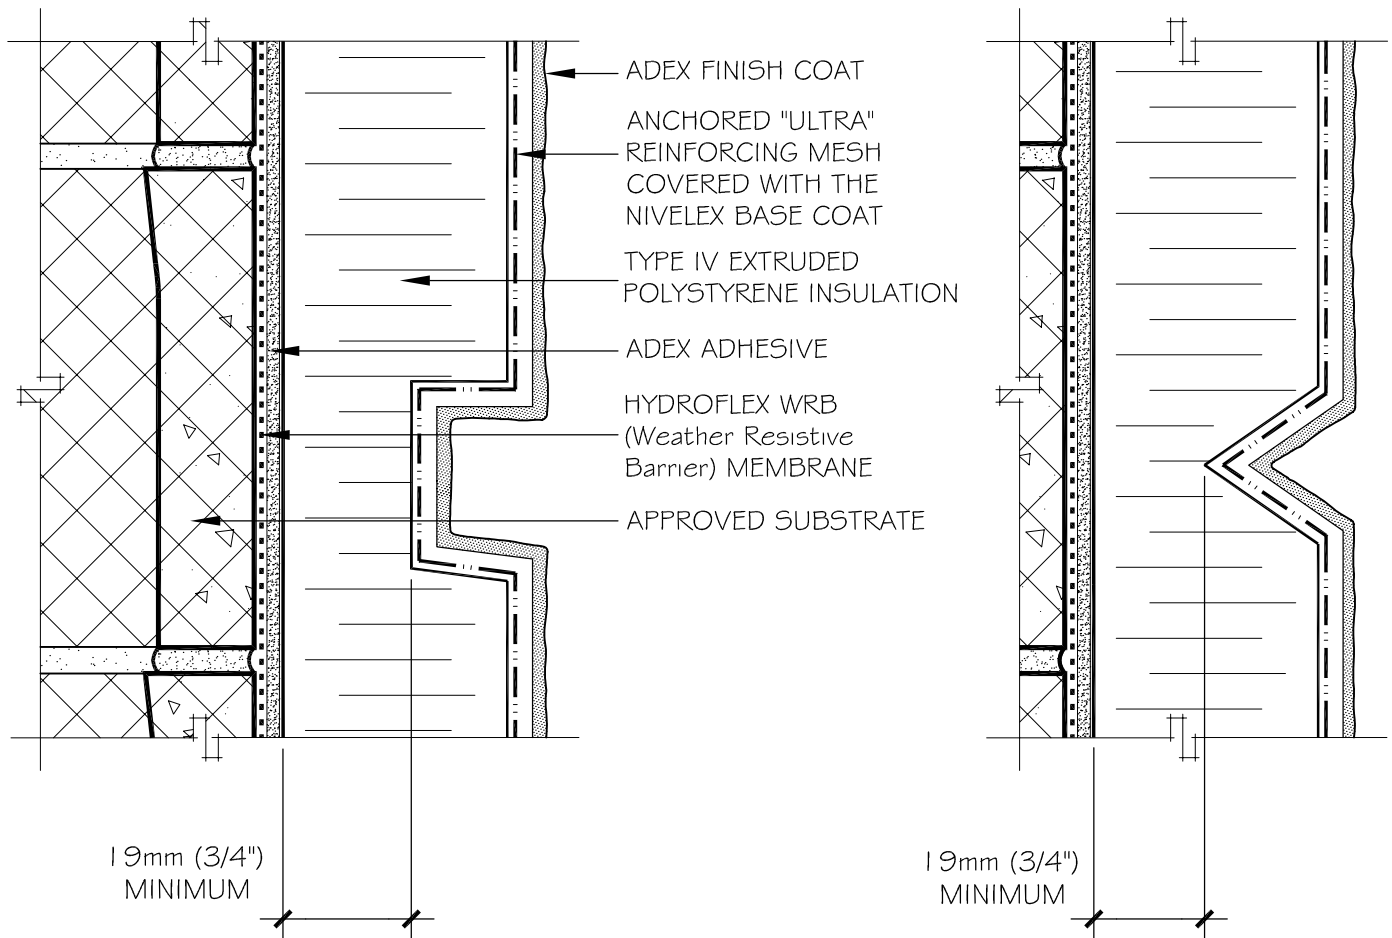 ADEX FINISH COAT
ANCHORED "ULTRA"
REINFORCING MESH
COVERED WITH THE
NIVELEX BASE COAT
TYPE IV EXTRUDED
POLYSTYRENE INSULATION
ADEX ADHESIVE
HYDROFLEX WRB
(Weather Resistive
Barrier) MEMBRANE
APPROVED SUBSTRATE
19mm (3/4")
MINIMUM
19mm (3/4")
MINIMUM